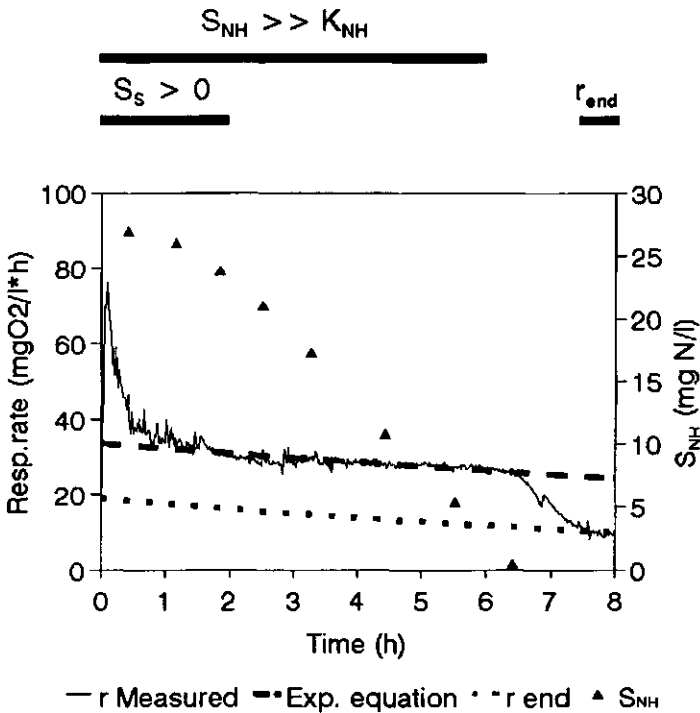 S_NH >> K_NH
S_S > 0
r_end
100
80
60
40
20
0
Resp.rate (mgO2/l*h)
30
25
20
15
10
5
0
S_NH (mg N/l)
0 1 2 3 4 5 6 7 8
Time (h)
r Measured Exp. equation r end S_NH